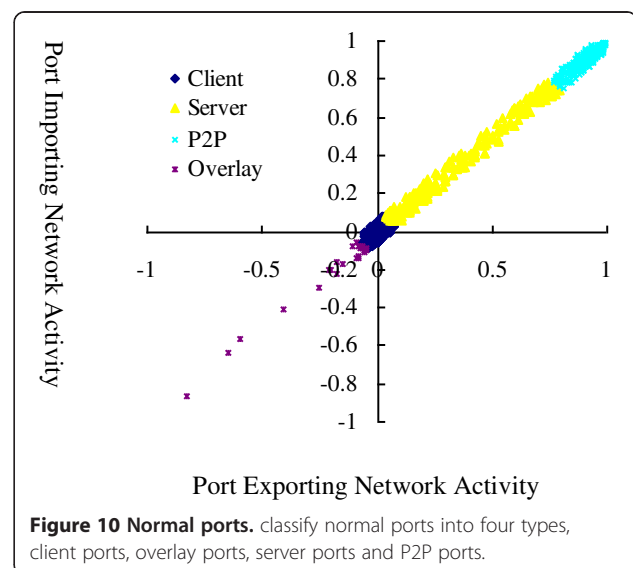 Port Importing Network Activity
Client
Server
P2P
Overlay
1
0.8
0.6
0.4
0.2
0
-0.2
-0.4
-0.6
-0.8
-1
-1
-0.5
0
0.5
1
Port Exporting Network Activity
Figure 10 Normal ports. classify normal ports into four types,
client ports, overlay ports, server ports and P2P ports.